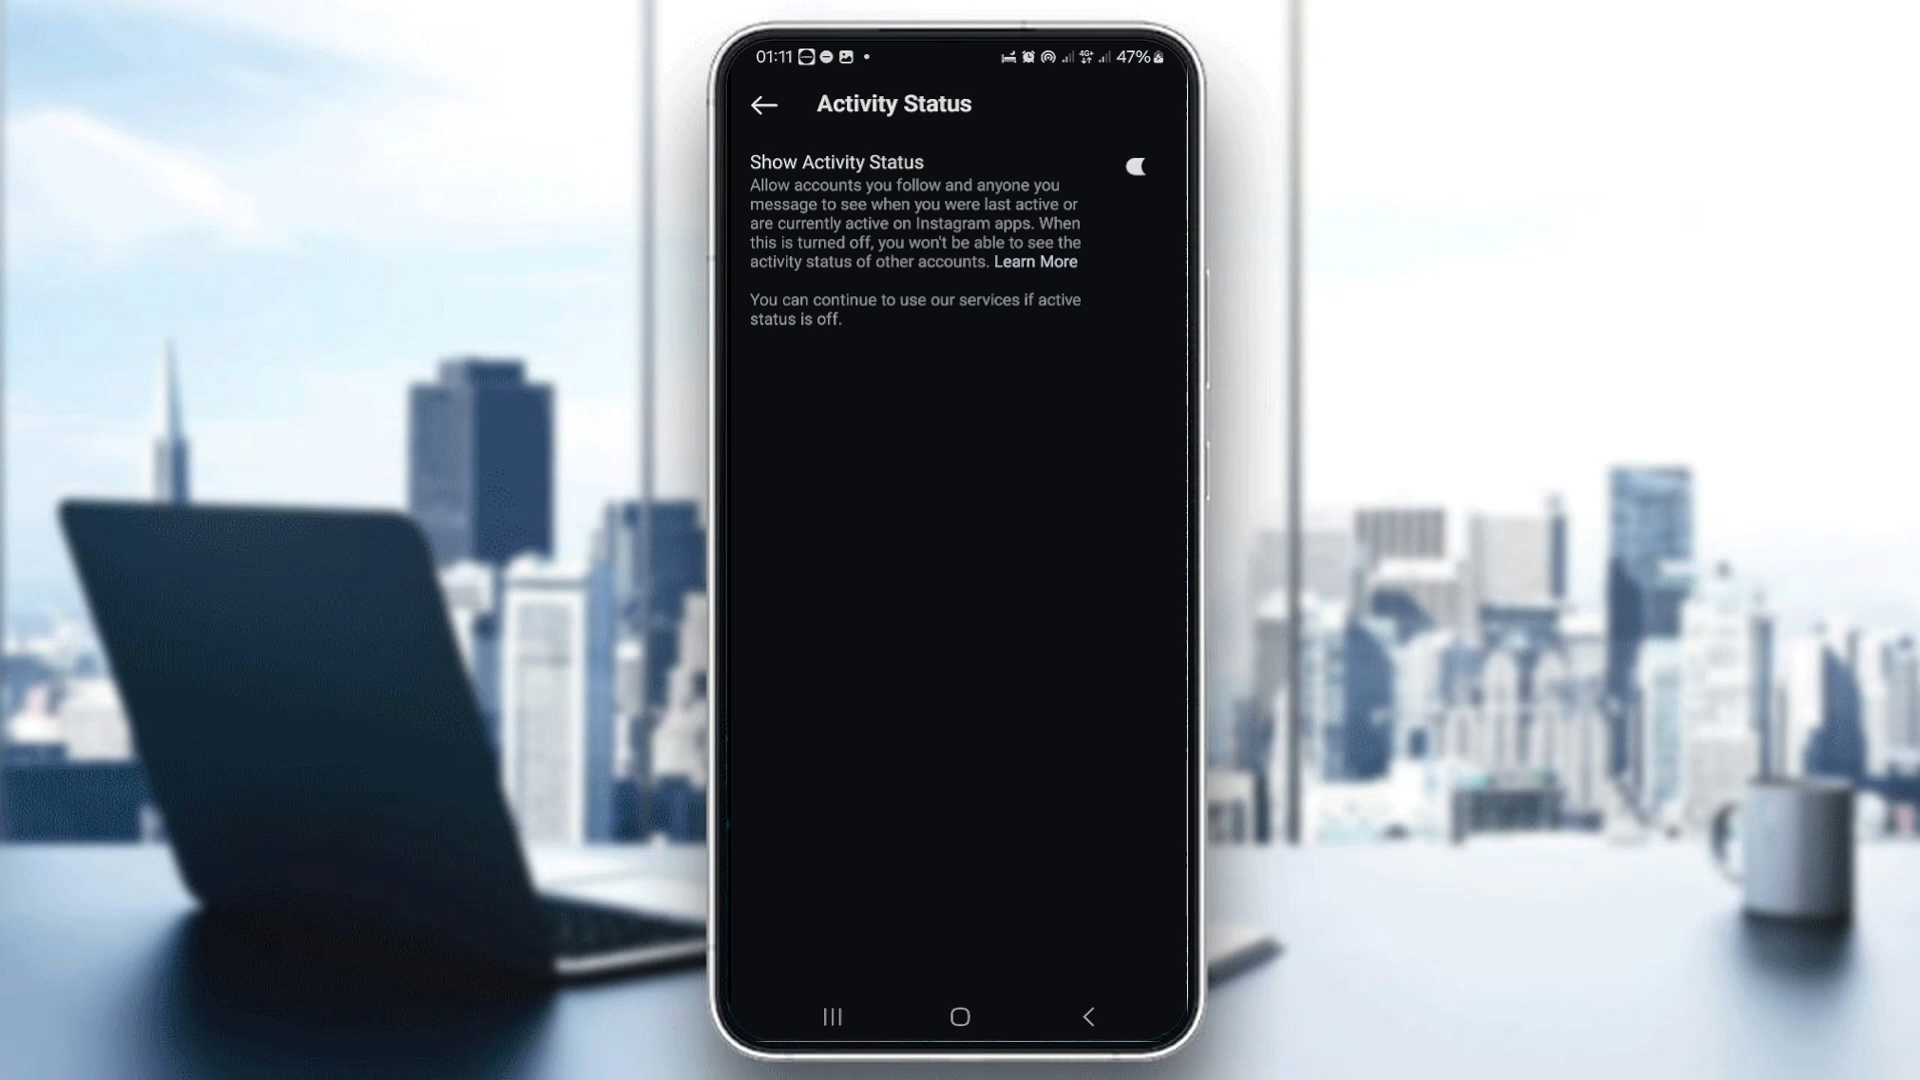 01:11 47%
Activity Status
Show Activity Status
Allow accounts you follow and anyone you
message to see when you were last active or
are currently active on Instagram apps. When
this is turned off, you won't be able to see the
activity status of other accounts. Learn More
You can continue to use our services if active
status is off.